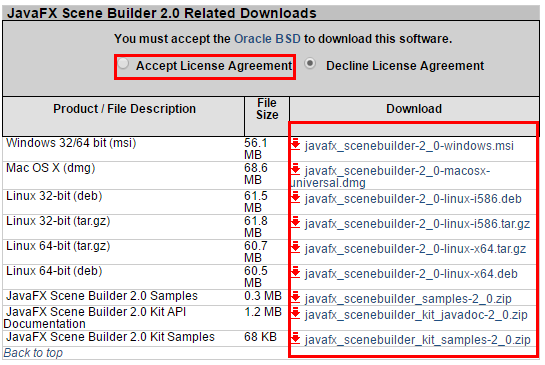 JavaFX Scene Builder 2.0 Related Downloads
You must accept the Oracle BSD to download this software.
Accept License Agreement Decline License Agreement
Product / File Description File Size Download
Windows 32/64 bit (msi) 56.1 MB javafx_scenebuilder-2_0-windows.msi
Mac OS X (dmg) 68.6 MB javafx_scenebuilder-2_0-macosx-universal.dmg
Linux 32-bit (deb) 61.5 MB javafx_scenebuilder-2_0-linux-i586.deb
Linux 32-bit (tar.gz) 61.8 MB javafx_scenebuilder-2_0-linux-i586.tar.gz
Linux 64-bit (tar.gz) 60.7 MB javafx_scenebuilder-2_0-linux-x64.tar.gz
Linux 64-bit (deb) 60.5 MB javafx_scenebuilder-2_0-linux-x64.deb
JavaFX Scene Builder 2.0 Samples 0.3 MB javafx_scenebuilder_samples-2_0.zip
JavaFX Scene Builder 2.0 Kit API Documentation 1.2 MB javafx_scenebuilder_kit_javadoc-2_0.zip
JavaFX Scene Builder 2.0 Kit Samples 68 KB javafx_scenebuilder_kit_samples-2_0.zip
Back to top